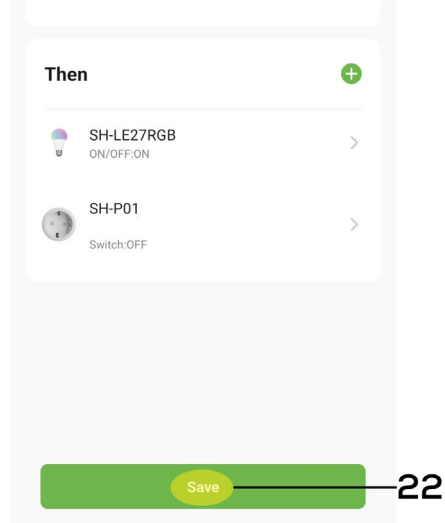 Then
SH-LE27RGB
ON/OFF:ON
SH-P01
Switch:OFF
Save
22